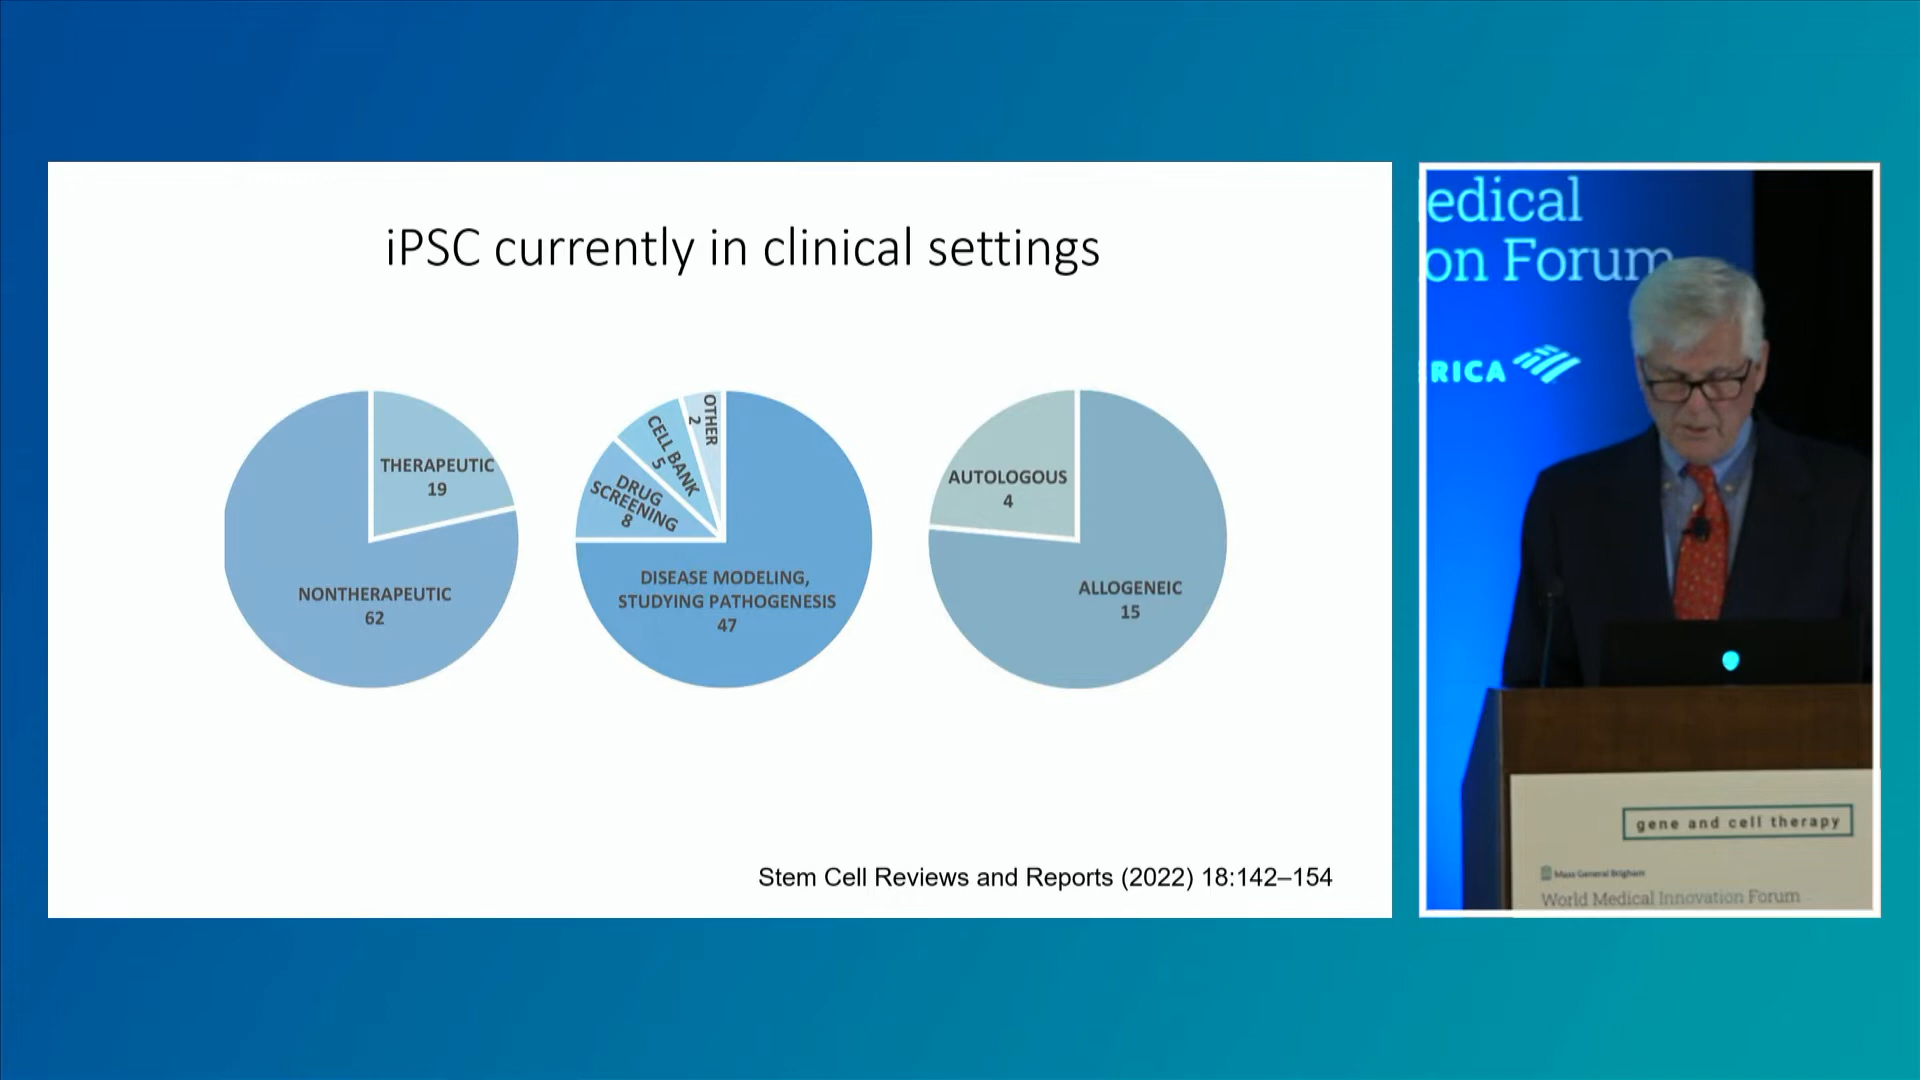 iPSC currently in clinical settings
THERAPEUTIC
19
NONTHERAPEUTIC
62
OTHER
2
CELL BANK
5
DRUG
SCREENING
8
DISEASE MODELING,
STUDYING PATHOGENESIS
47
AUTOLOGOUS
4
ALLOGENEIC
15
Stem Cell Reviews and Reports (2022) 18:142–154
edical
on Forum
RICA
gene and cell therapy
Mass General Brigham
World Medical Innovation Forum